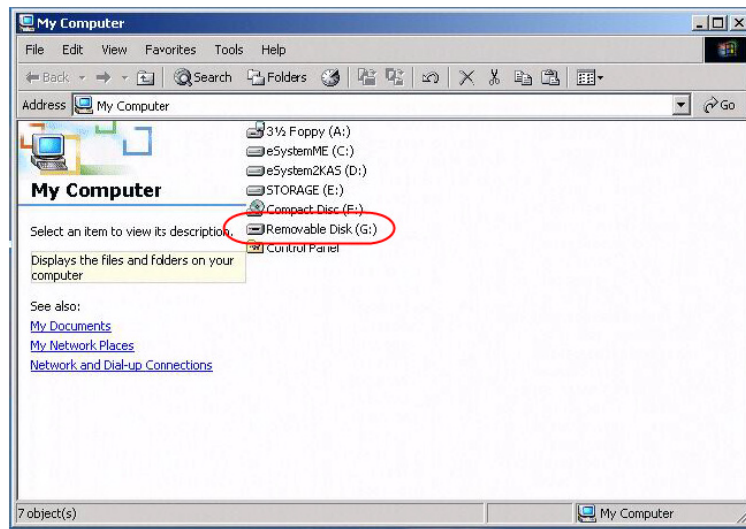 My Computer
File Edit View Favorites Tools Help
Back Search Folders
Address My Computer Go
My Computer
Select an item to view its description.
Displays the files and folders on your
computer
See also:
My Documents
My Network Places
Network and Dial-up Connections
3½ Foppy (A:)
eSystemME (C:)
eSystem2KAS (D:)
STORAGE (E:)
Compact Disc (F:)
Removable Disk (G:)
Control Panel
7 object(s) My Computer